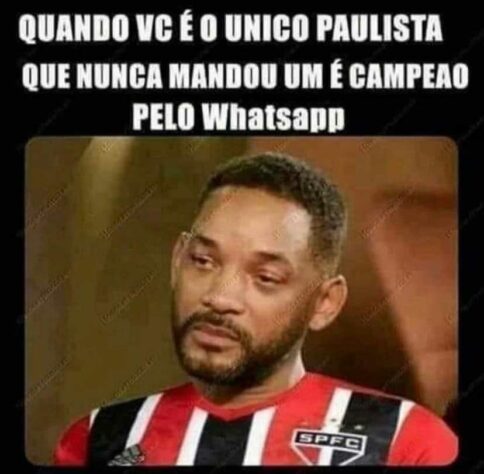 QUANDO VC É O UNICO PAULISTA
QUE NUNCA MANDOU UM É CAMPEAO
PELO Whatsapp
SPFC